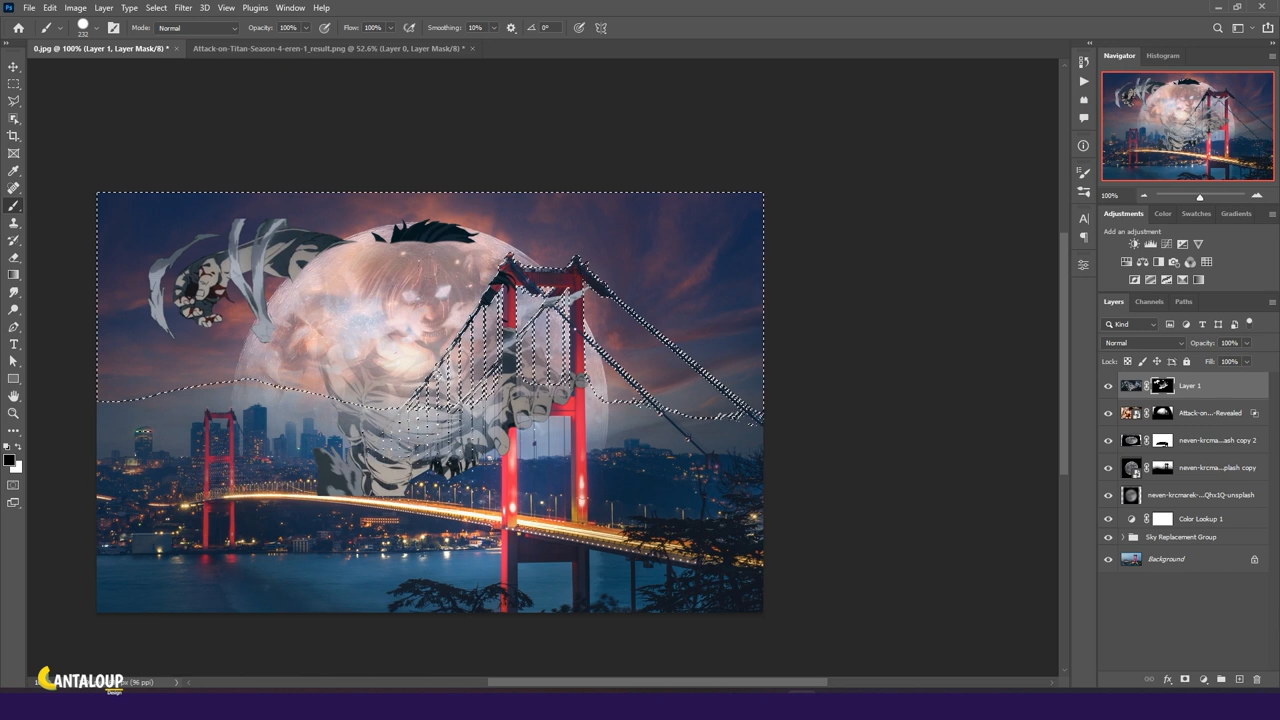 File Edit Image Layer Type Select Filter 3D View Plugins Window Help
232 Mode: Normal Opacity: 100% Flow: 100% Smoothing: 10% 0°
0.jpg @ 100% (Layer 1, Layer Mask/8) * × Attack-on-Titan-Season-4-eren-1_result.png @ 52.6% (Layer 0, Layer Mask/8) * ×
Navigator Histogram
100%
Adjustments Color Swatches Gradients
Add an adjustment
Layers Channels Paths
Kind
Normal Opacity: 100%
Lock: Fill: 100%
Layer 1
Attack-on...-Revealed
neven-krcma...ash copy 2
neven-krcma...plash copy
neven-krcmarek-...Qhx1Q-unsplash
Color Lookup 1
Sky Replacement Group
Background
CANTALOUP
Design
(96 ppi)